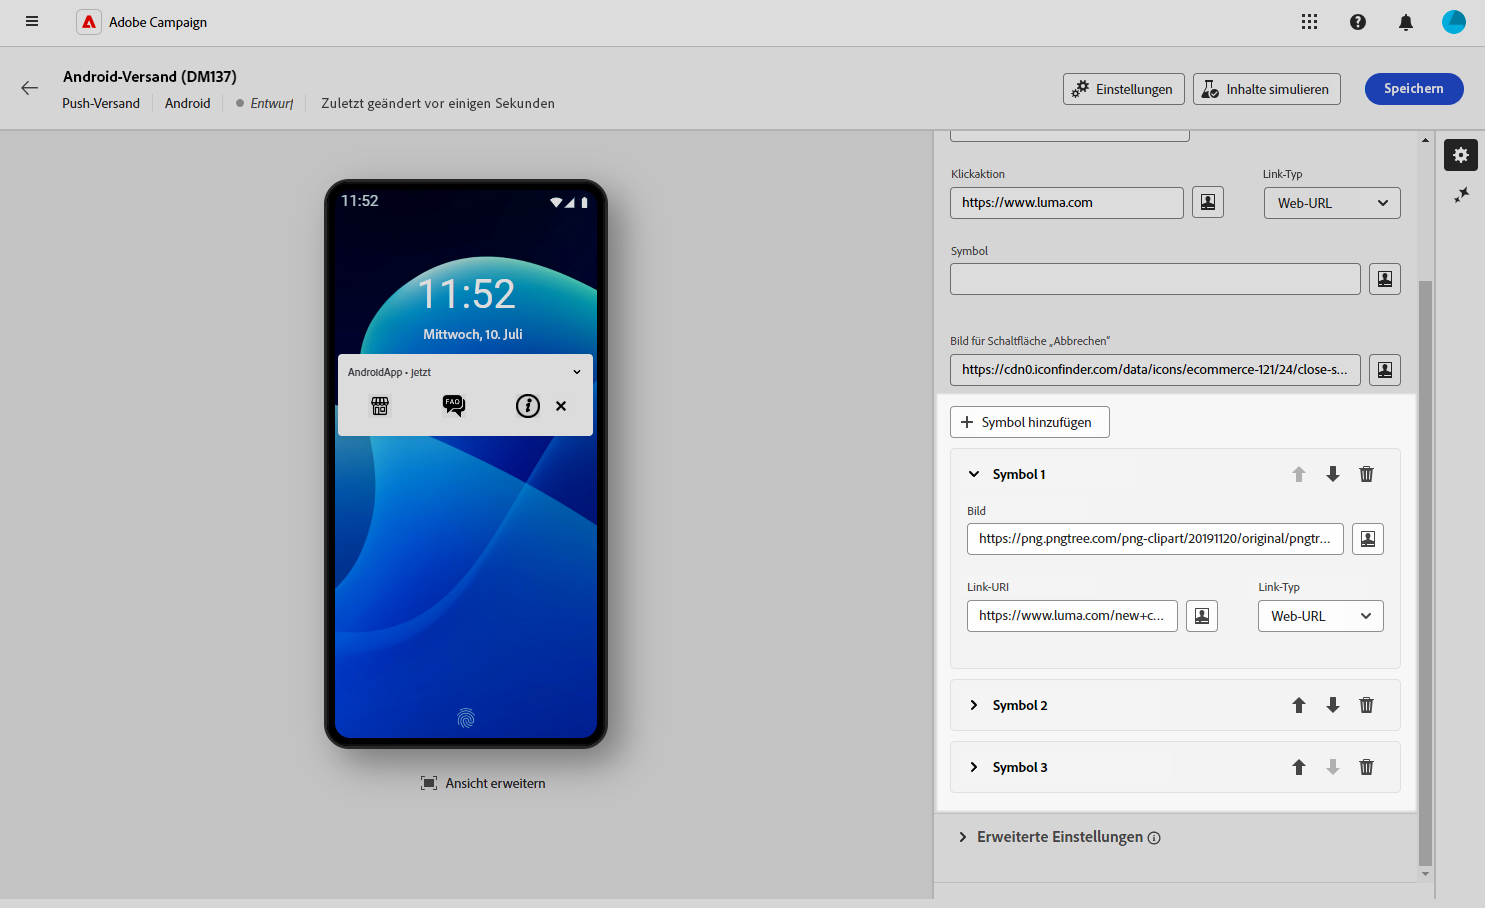 Adobe Campaign
Android-Versand (DM137)
Push-Versand Android Entwurf Zuletzt geändert vor einigen Sekunden
Einstellungen
Inhalte simulieren
Speichern
11:52
11:52
Mittwoch, 10. Juli
AndroidApp • jetzt
FAQ
Ansicht erweitern
Klickaktion
Link-Typ
https://www.luma.com
Web-URL
Symbol
Bild für Schaltfläche „Abbrechen“
https://cdn0.iconfinder.com/data/icons/ecommerce-121/24/close-s...
Symbol hinzufügen
Symbol 1
Bild
https://png.pngtree.com/png-clipart/20191120/original/pngtr...
Link-URI
Link-Typ
https://www.luma.com/new+c...
Web-URL
Symbol 2
Symbol 3
Erweiterte Einstellungen